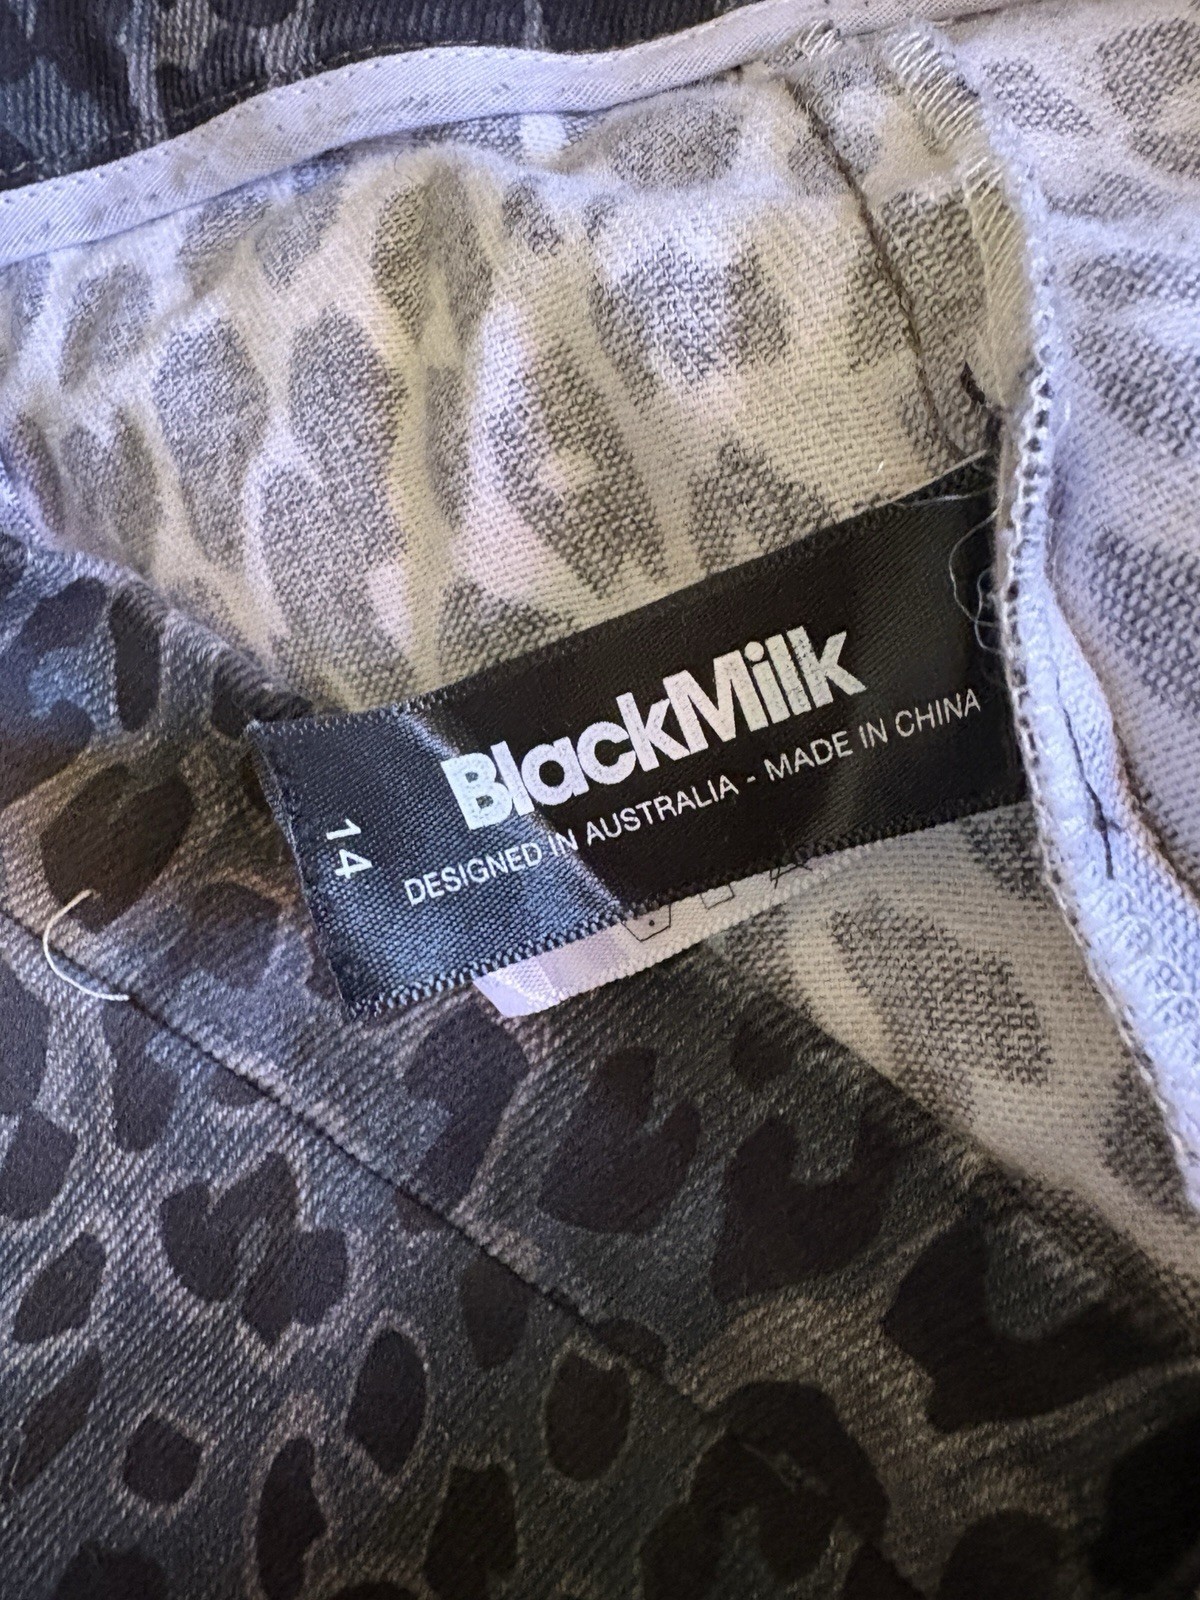 BlackMilk
DESIGNED IN AUSTRALIA - MADE IN CHINA
14